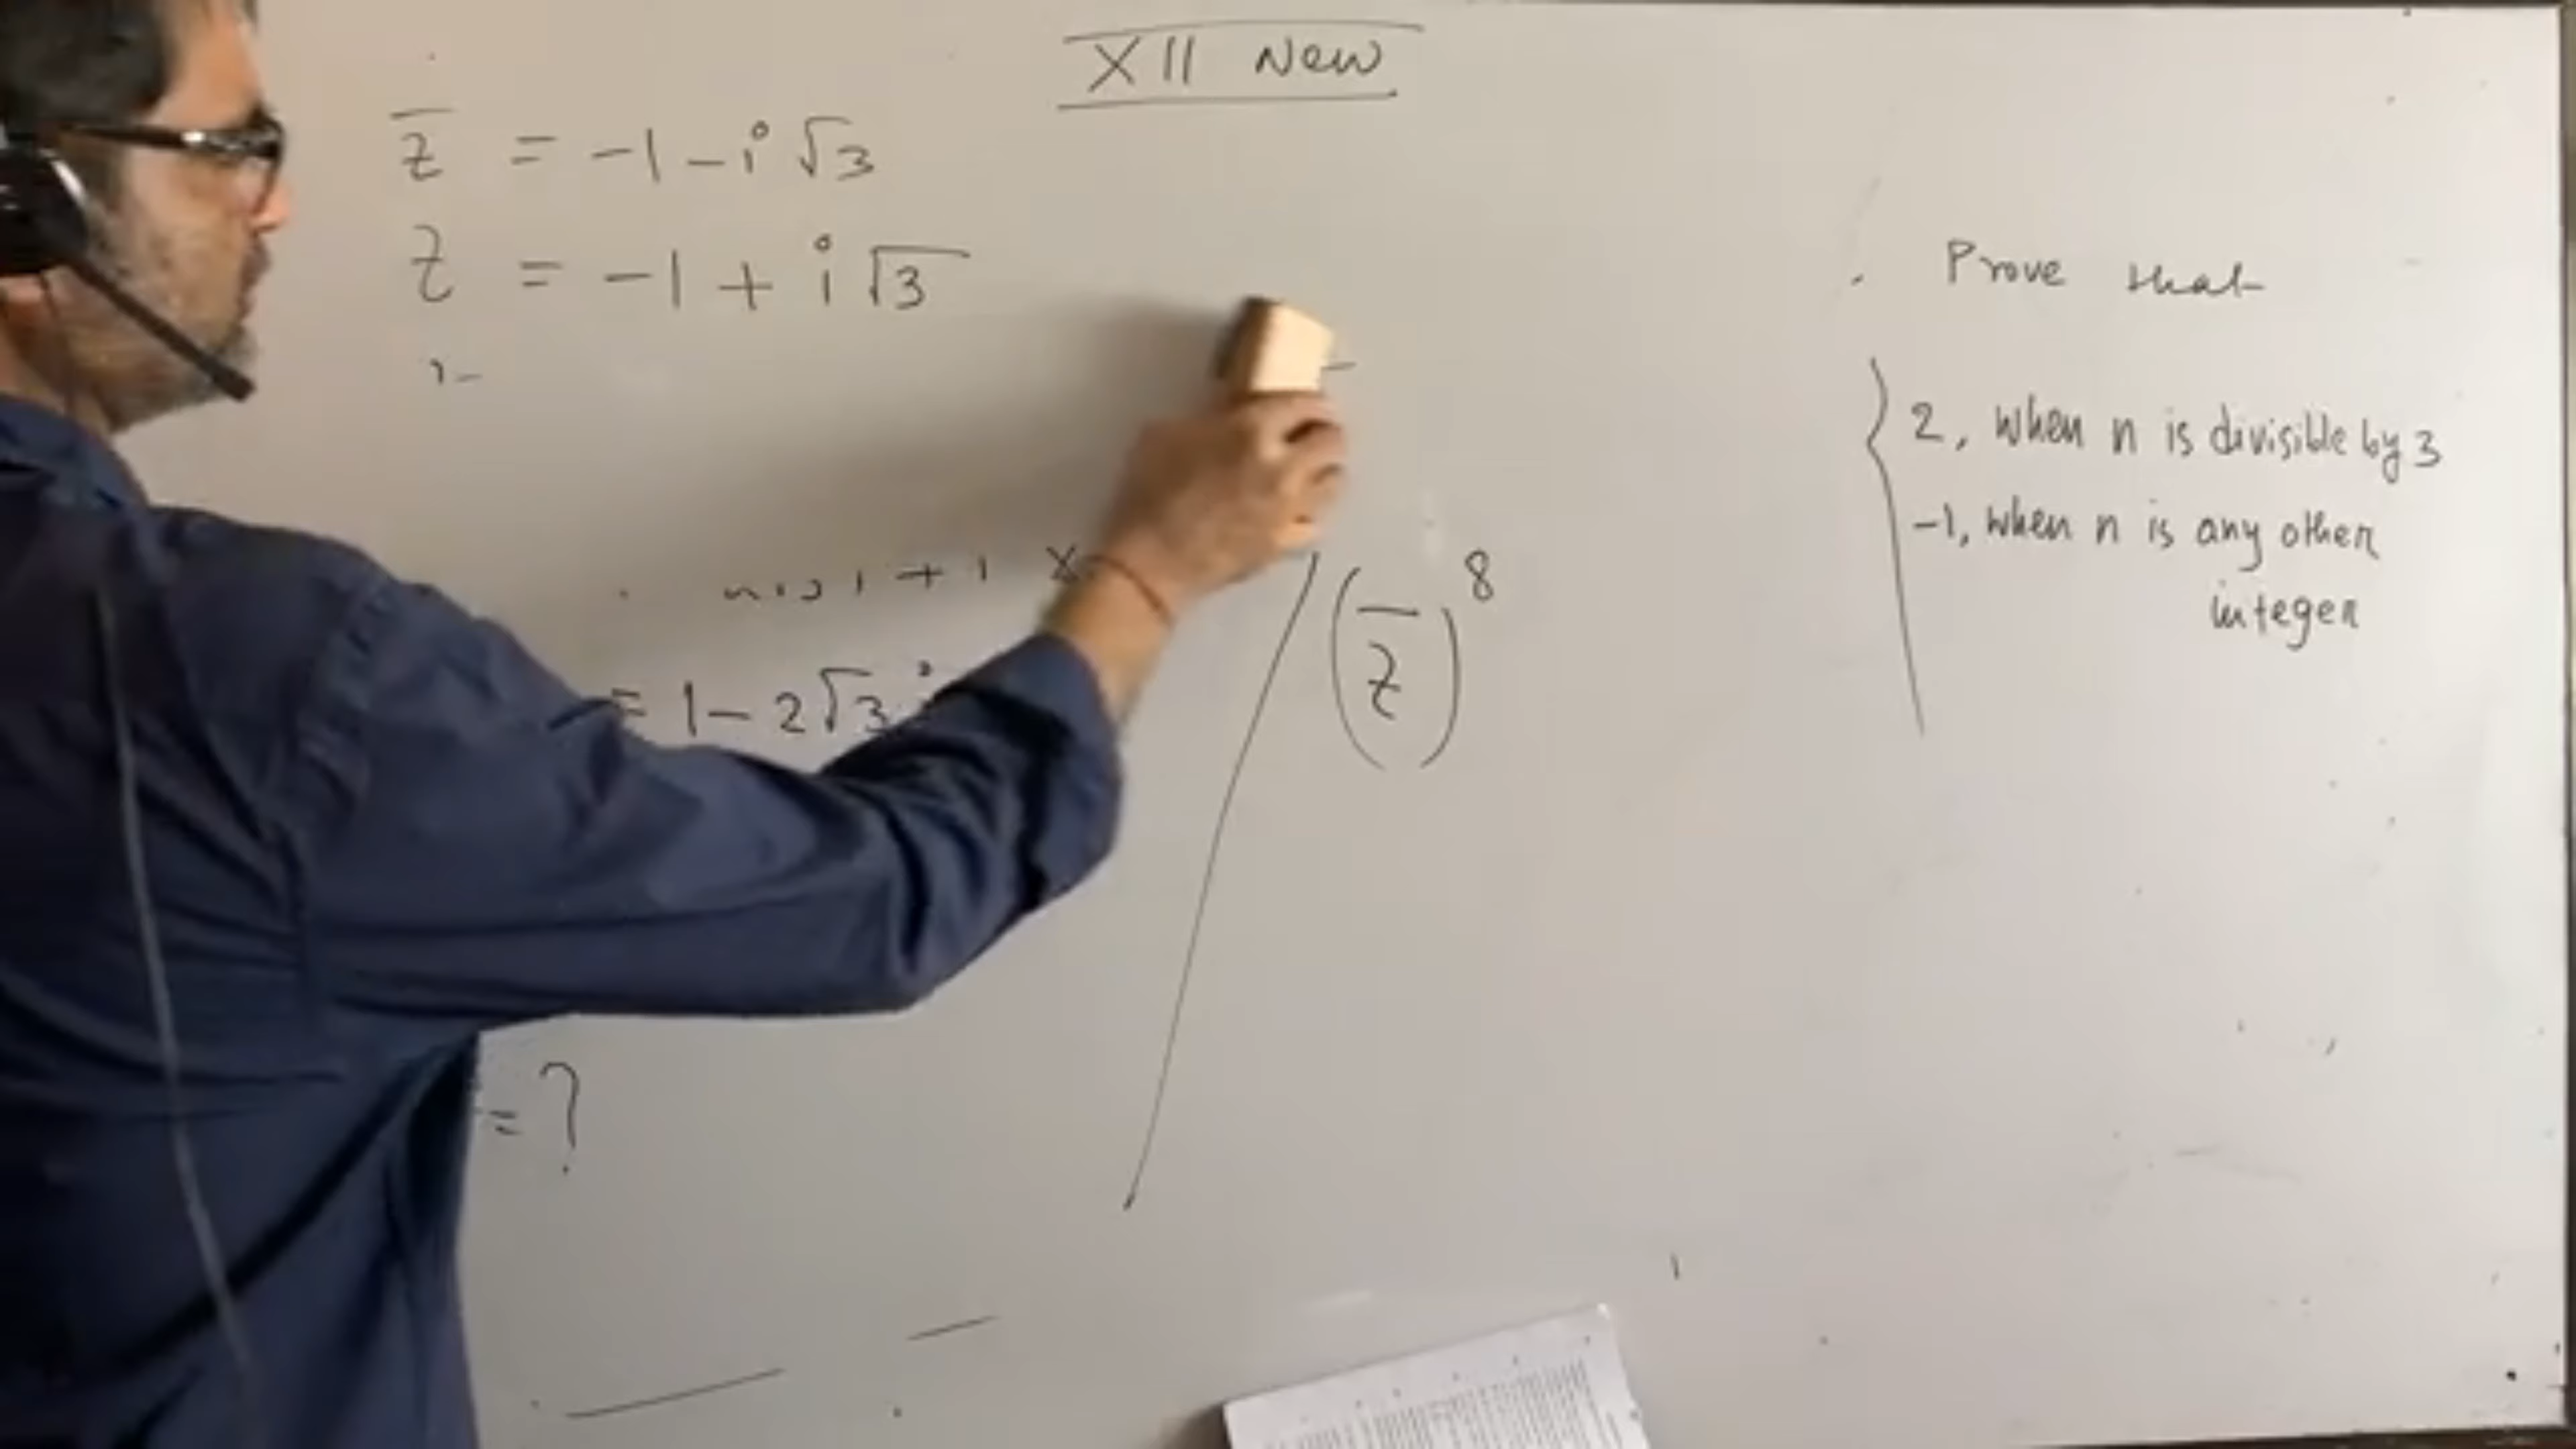 XII New
z̅ = -1 - i √3
z = -1 + i √3
= 1 - 2√3 i
= ?
(z̅)⁸
Prove that
2, when n is divisible by 3
-1, when n is any other
integer